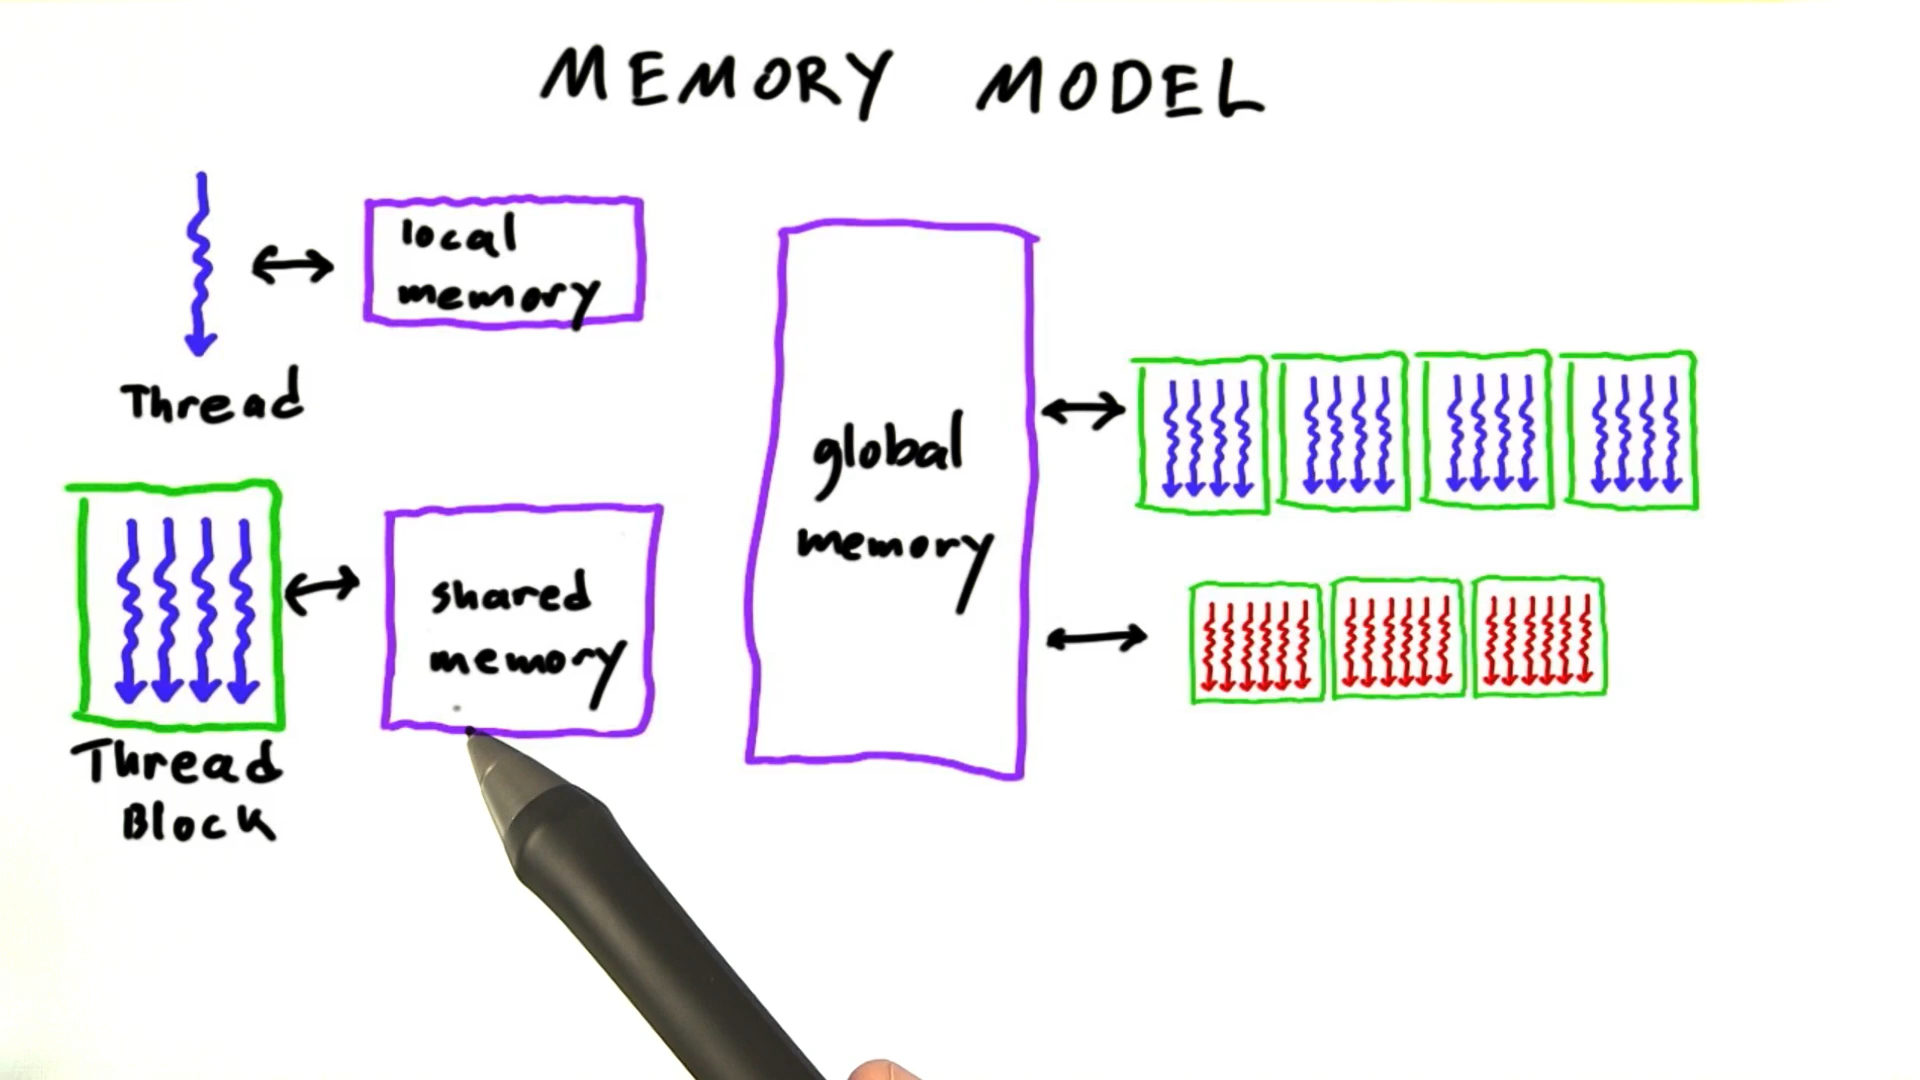 MEMORY MODEL
local
memory
Thread
global
memory
shared
memory
Thread
Block